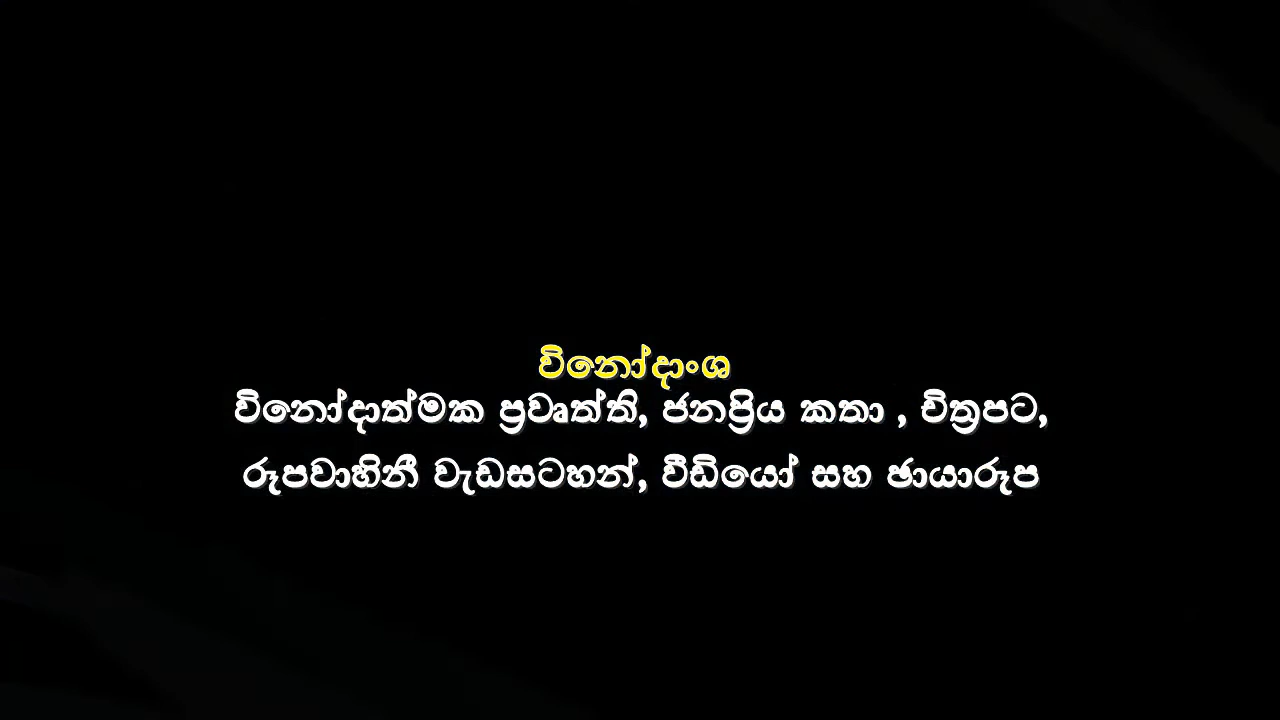 විනෝදාංශ
විනෝදාත්මක ප්‍රවෘත්ති, ජනප්‍රිය කතා , චිත්‍රපට,
රූපවාහිනී වැඩසටහන්, වීඩියෝ සහ ඡායාරූප